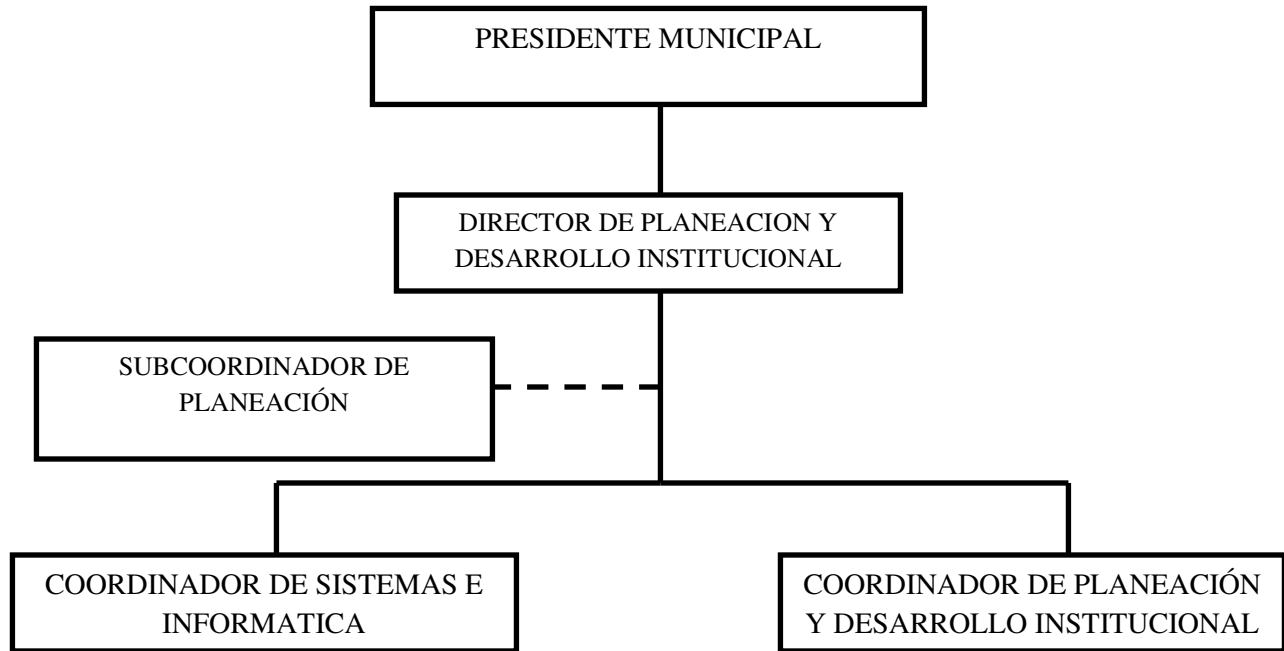 PRESIDENTE MUNICIPAL
DIRECTOR DE PLANEACION Y
DESARROLLO INSTITUCIONAL
SUBCOORDINADOR DE
PLANEACIÓN
COORDINADOR DE SISTEMAS E
INFORMATICA
COORDINADOR DE PLANEACIÓN
Y DESARROLLO INSTITUCIONAL